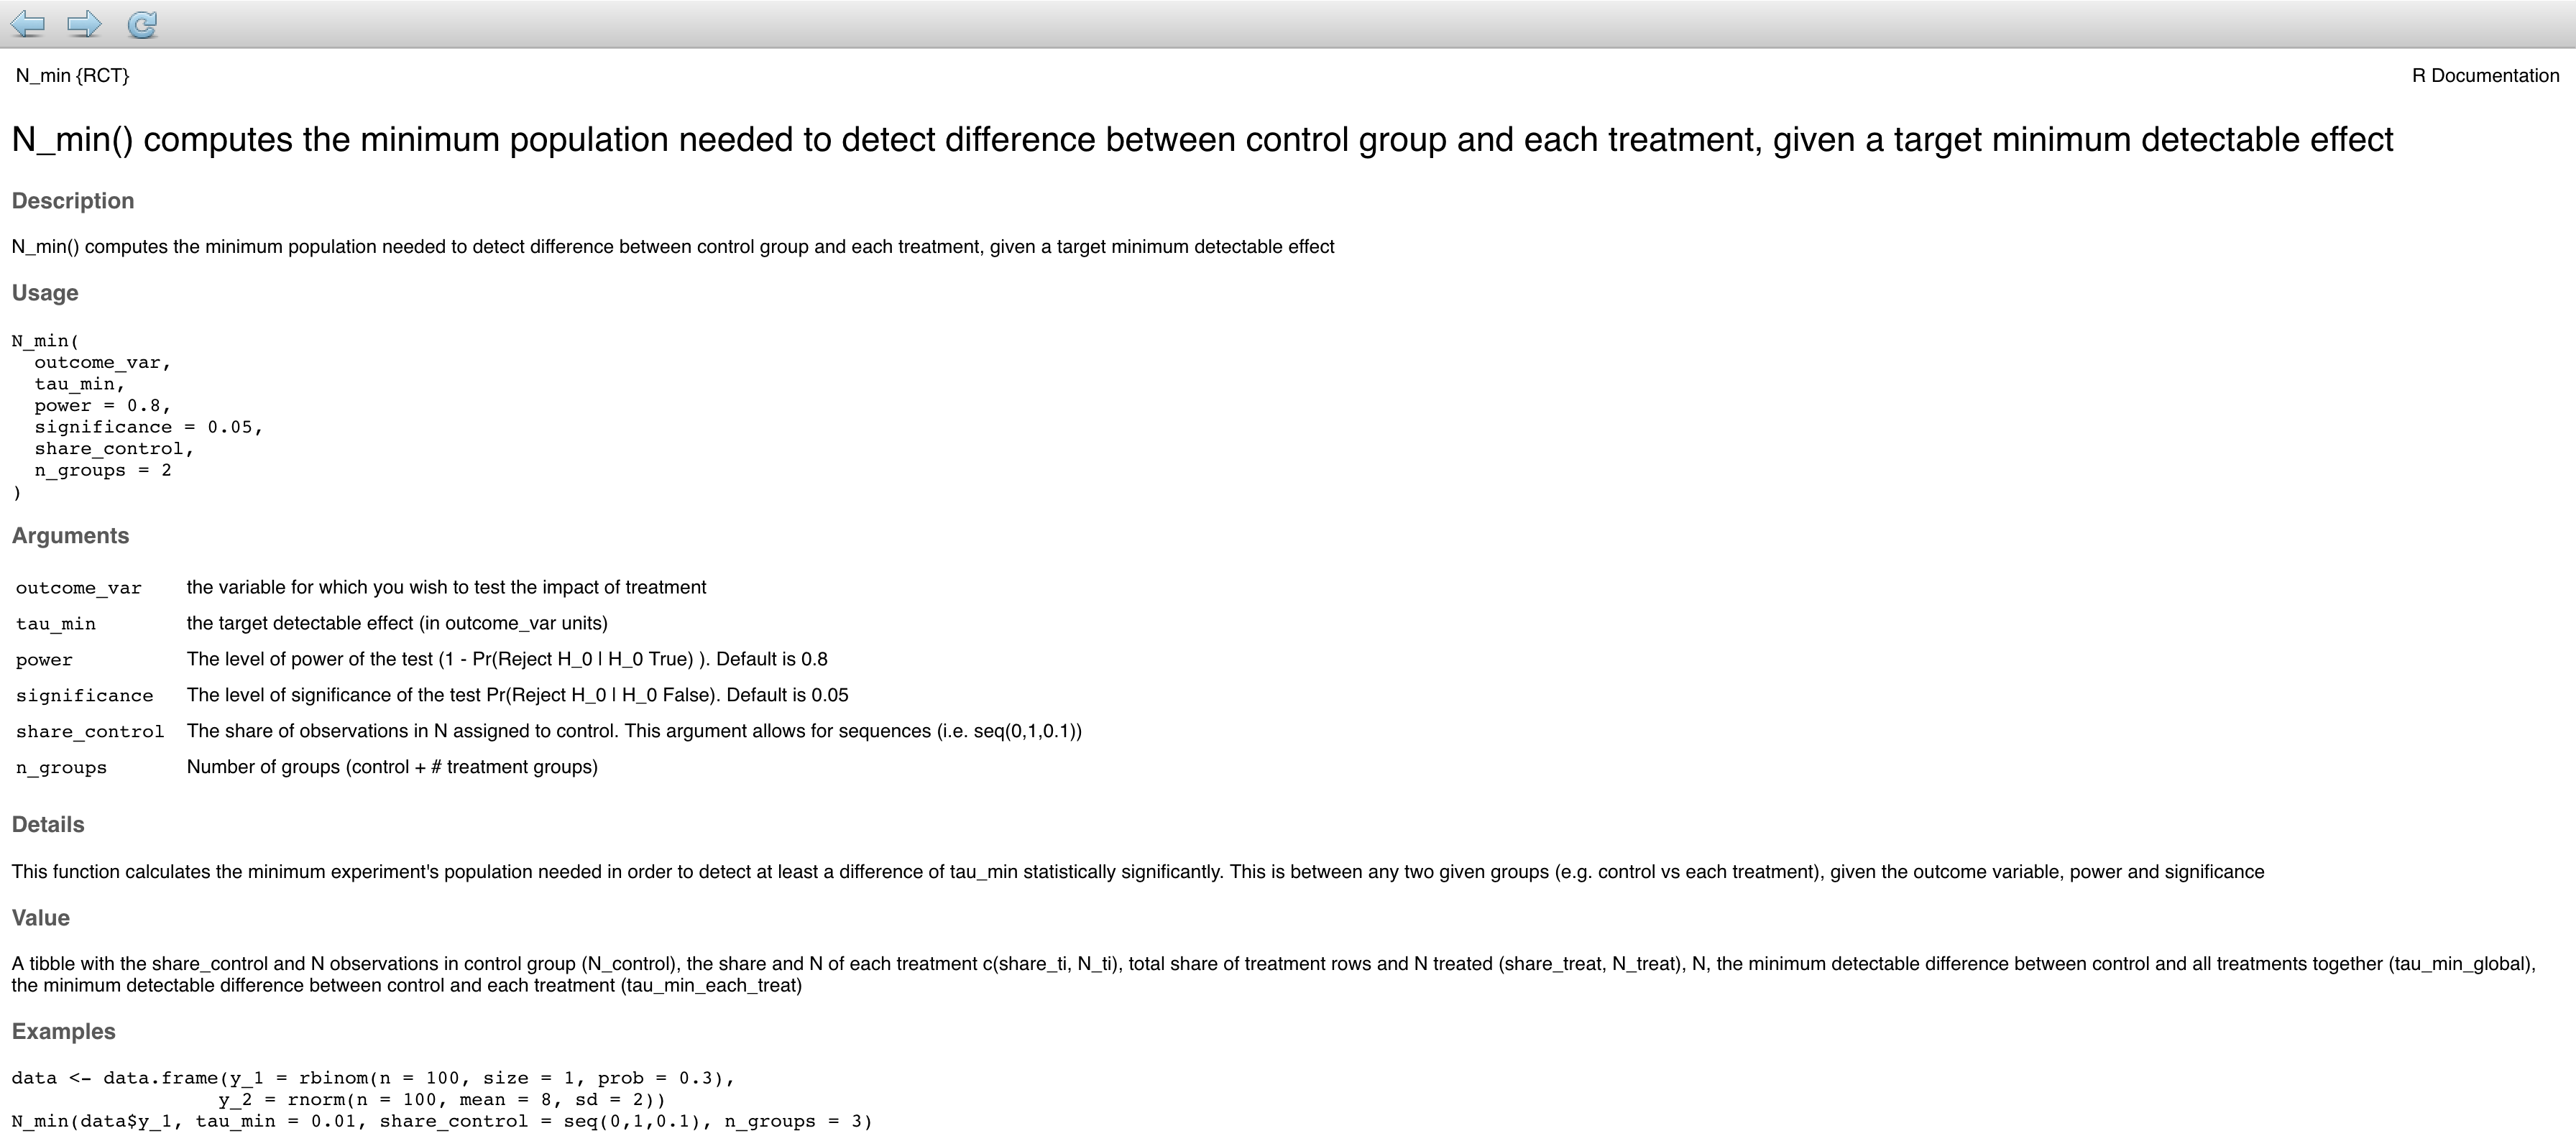 N_min {RCT}
R Documentation
N_min() computes the minimum population needed to detect difference between control group and each treatment, given a target minimum detectable effect
Description
N_min() computes the minimum population needed to detect difference between control group and each treatment, given a target minimum detectable effect
Usage
N_min(
  outcome_var,
  tau_min,
  power = 0.8,
  significance = 0.05,
  share_control,
  n_groups = 2
)
Arguments
outcome_var the variable for which you wish to test the impact of treatment
tau_min the target detectable effect (in outcome_var units)
power The level of power of the test (1 - Pr(Reject H_0 | H_0 True) ). Default is 0.8
significance The level of significance of the test Pr(Reject H_0 | H_0 False). Default is 0.05
share_control The share of observations in N assigned to control. This argument allows for sequences (i.e. seq(0,1,0.1))
n_groups Number of groups (control + # treatment groups)
Details
This function calculates the minimum experiment's population needed in order to detect at least a difference of tau_min statistically significantly. This is between any two given groups (e.g. control vs each treatment), given the outcome variable, power and significance
Value
A tibble with the share_control and N observations in control group (N_control), the share and N of each treatment c(share_ti, N_ti), total share of treatment rows and N treated (share_treat, N_treat), N, the minimum detectable difference between control and all treatments together (tau_min_global),
the minimum detectable difference between control and each treatment (tau_min_each_treat)
Examples
data <- data.frame(y_1 = rbinom(n = 100, size = 1, prob = 0.3),
                  y_2 = rnorm(n = 100, mean = 8, sd = 2))
N_min(data$y_1, tau_min = 0.01, share_control = seq(0,1,0.1), n_groups = 3)